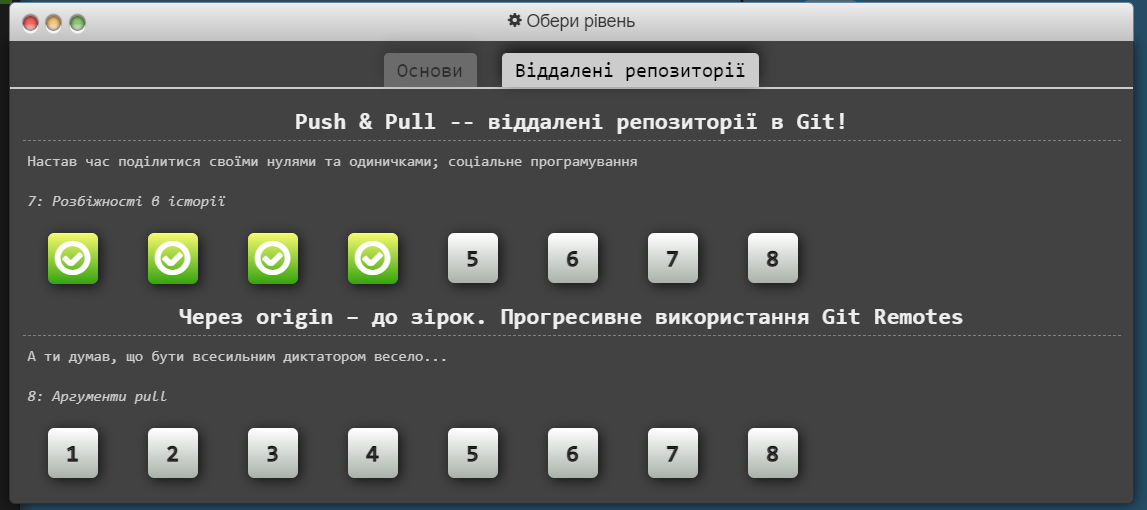 Обери рівень
Основи Віддалені репозиторії
Push & Pull -- віддалені репозиторії в Git!
Настав час поділитися своїми нулями та одиничками; соціальне програмування
7: Розбіжності в історії
5 6 7 8
Через origin – до зірок. Прогресивне використання Git Remotes
А ти думав, що бути всесильним диктатором весело...
8: Аргументи pull
1 2 3 4 5 6 7 8